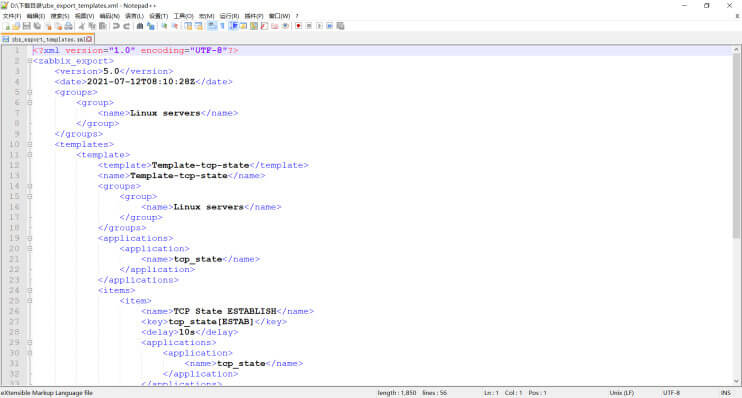 D:\下载目录\zbx_export_templates.xml - Notepad++
文件(F) 编辑(E) 搜索(S) 视图(V) 编码(N) 语言(L) 设置(T) 工具(O) 宏(M) 运行(R) 插件(P) 窗口(W) ?
X
zbx_export_templates.xml
1 <?xml version="1.0" encoding="UTF-8"?>
2 <zabbix_export>
3 <version>5.0</version>
4 <date>2021-07-12T08:10:28Z</date>
5 <groups>
6 <group>
7 <name>Linux servers</name>
8 </group>
9 </groups>
10 <templates>
11 <template>
12 <template>Template-tcp-state</template>
13 <name>Template-tcp-state</name>
14 <groups>
15 <group>
16 <name>Linux servers</name>
17 </group>
18 </groups>
19 <applications>
20 <application>
21 <name>tcp_state</name>
22 </application>
23 </applications>
24 <items>
25 <item>
26 <name>TCP State ESTABLISH</name>
27 <key>tcp_state[ESTAB]</key>
28 <delay>10s</delay>
29 <applications>
30 <application>
31 <name>tcp_state</name>
32 </application>
33 </applications>
eXtensible Markup Language file length : 1,850 lines : 56 Ln : 1 Col : 1 Pos : 1 Unix (LF) UTF-8 INS